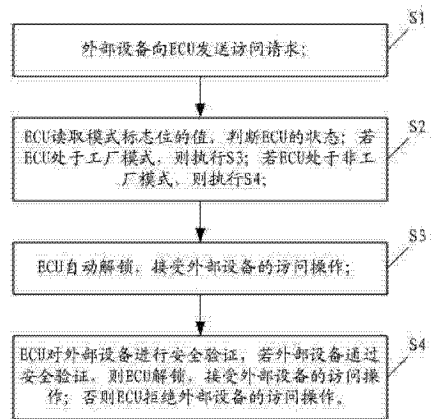 S1
外部设备向ECU发送访问请求;
S2
ECU读取模式标志位的值, 判断ECU的状态; 若
ECU处于工厂模式, 则执行S3; 若ECU处于非工
厂模式, 则执行S4;
S3
ECU自动解锁, 接受外部设备的访问操作;
S4
ECU对外部设备进行安全验证, 若外部设备通过
安全验证, 则ECU解锁, 接受外部设备的访问操
作; 否则ECU拒绝外部设备的访问操作。